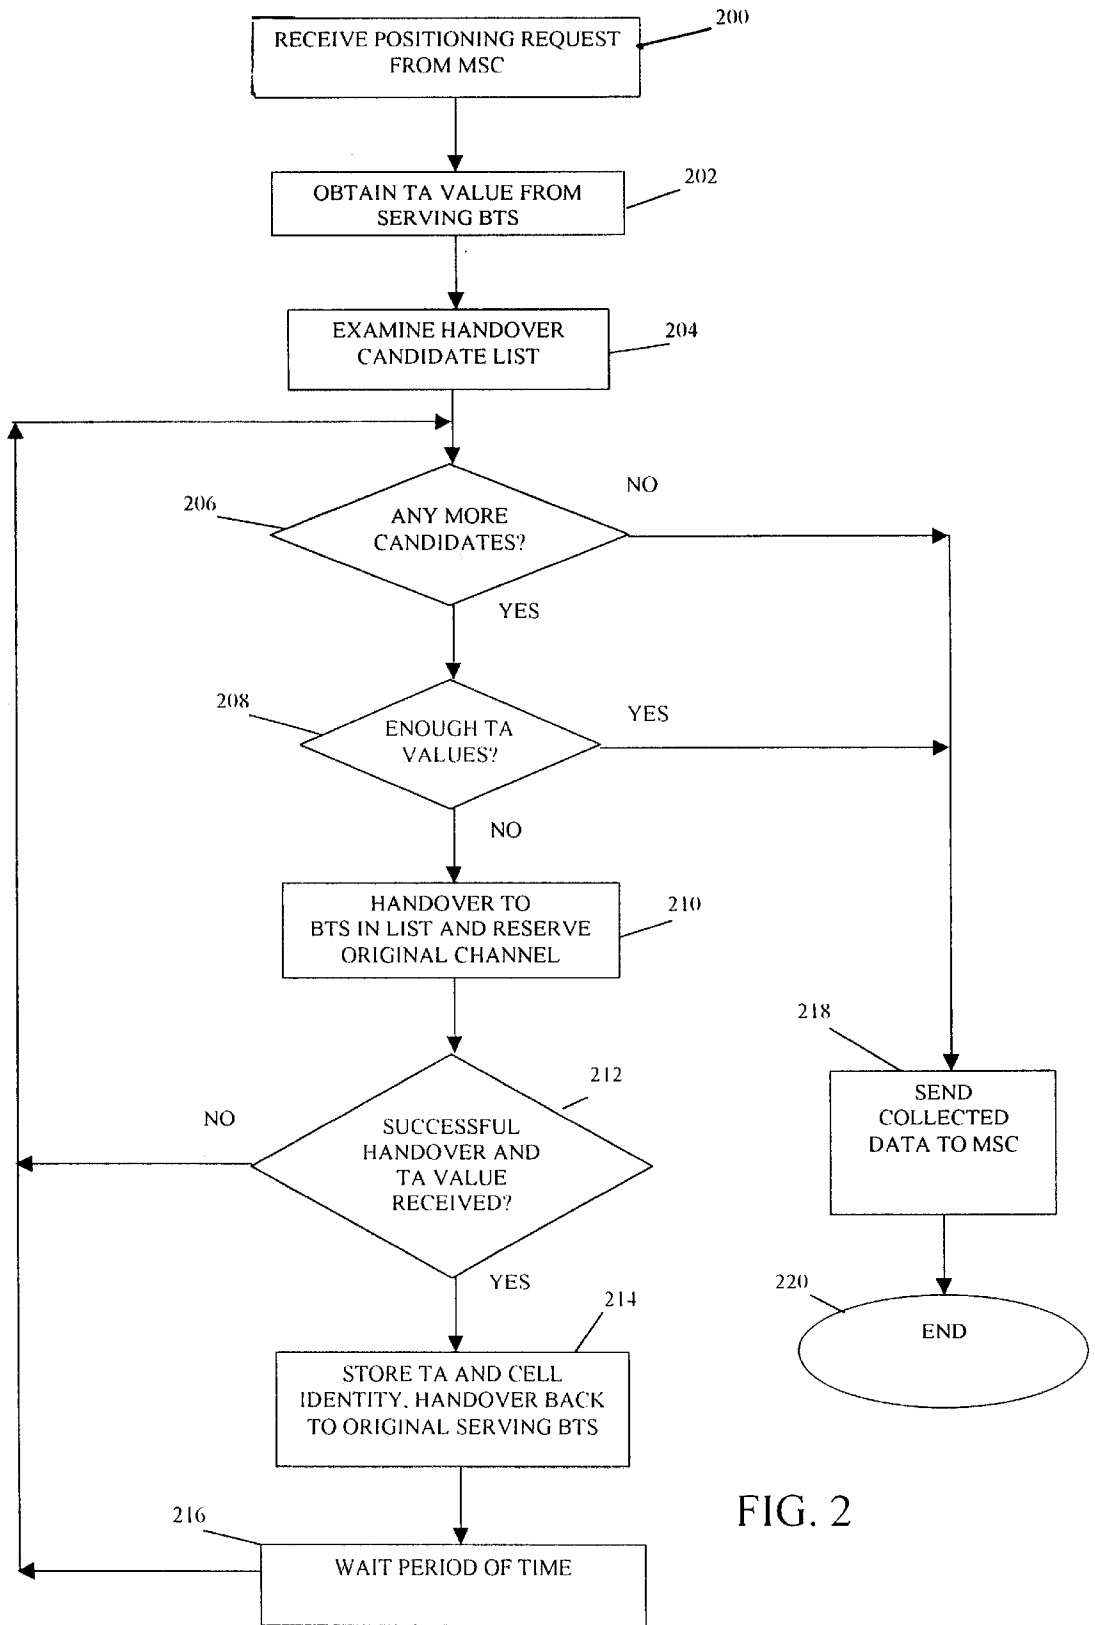 200
RECEIVE POSITIONING REQUEST
FROM MSC
202
OBTAIN TA VALUE FROM
SERVING BTS
204
EXAMINE HANDOVER
CANDIDATE LIST
206
ANY MORE
CANDIDATES?
NO
YES
208
ENOUGH TA
VALUES?
YES
NO
210
HANDOVER TO
BTS IN LIST AND RESERVE
ORIGINAL CHANNEL
212
SUCCESSFUL
HANDOVER AND
TA VALUE
RECEIVED?
NO
YES
214
STORE TA AND CELL
IDENTITY, HANDOVER BACK
TO ORIGINAL SERVING BTS
216
WAIT PERIOD OF TIME
218
SEND
COLLECTED
DATA TO MSC
220
END
FIG. 2